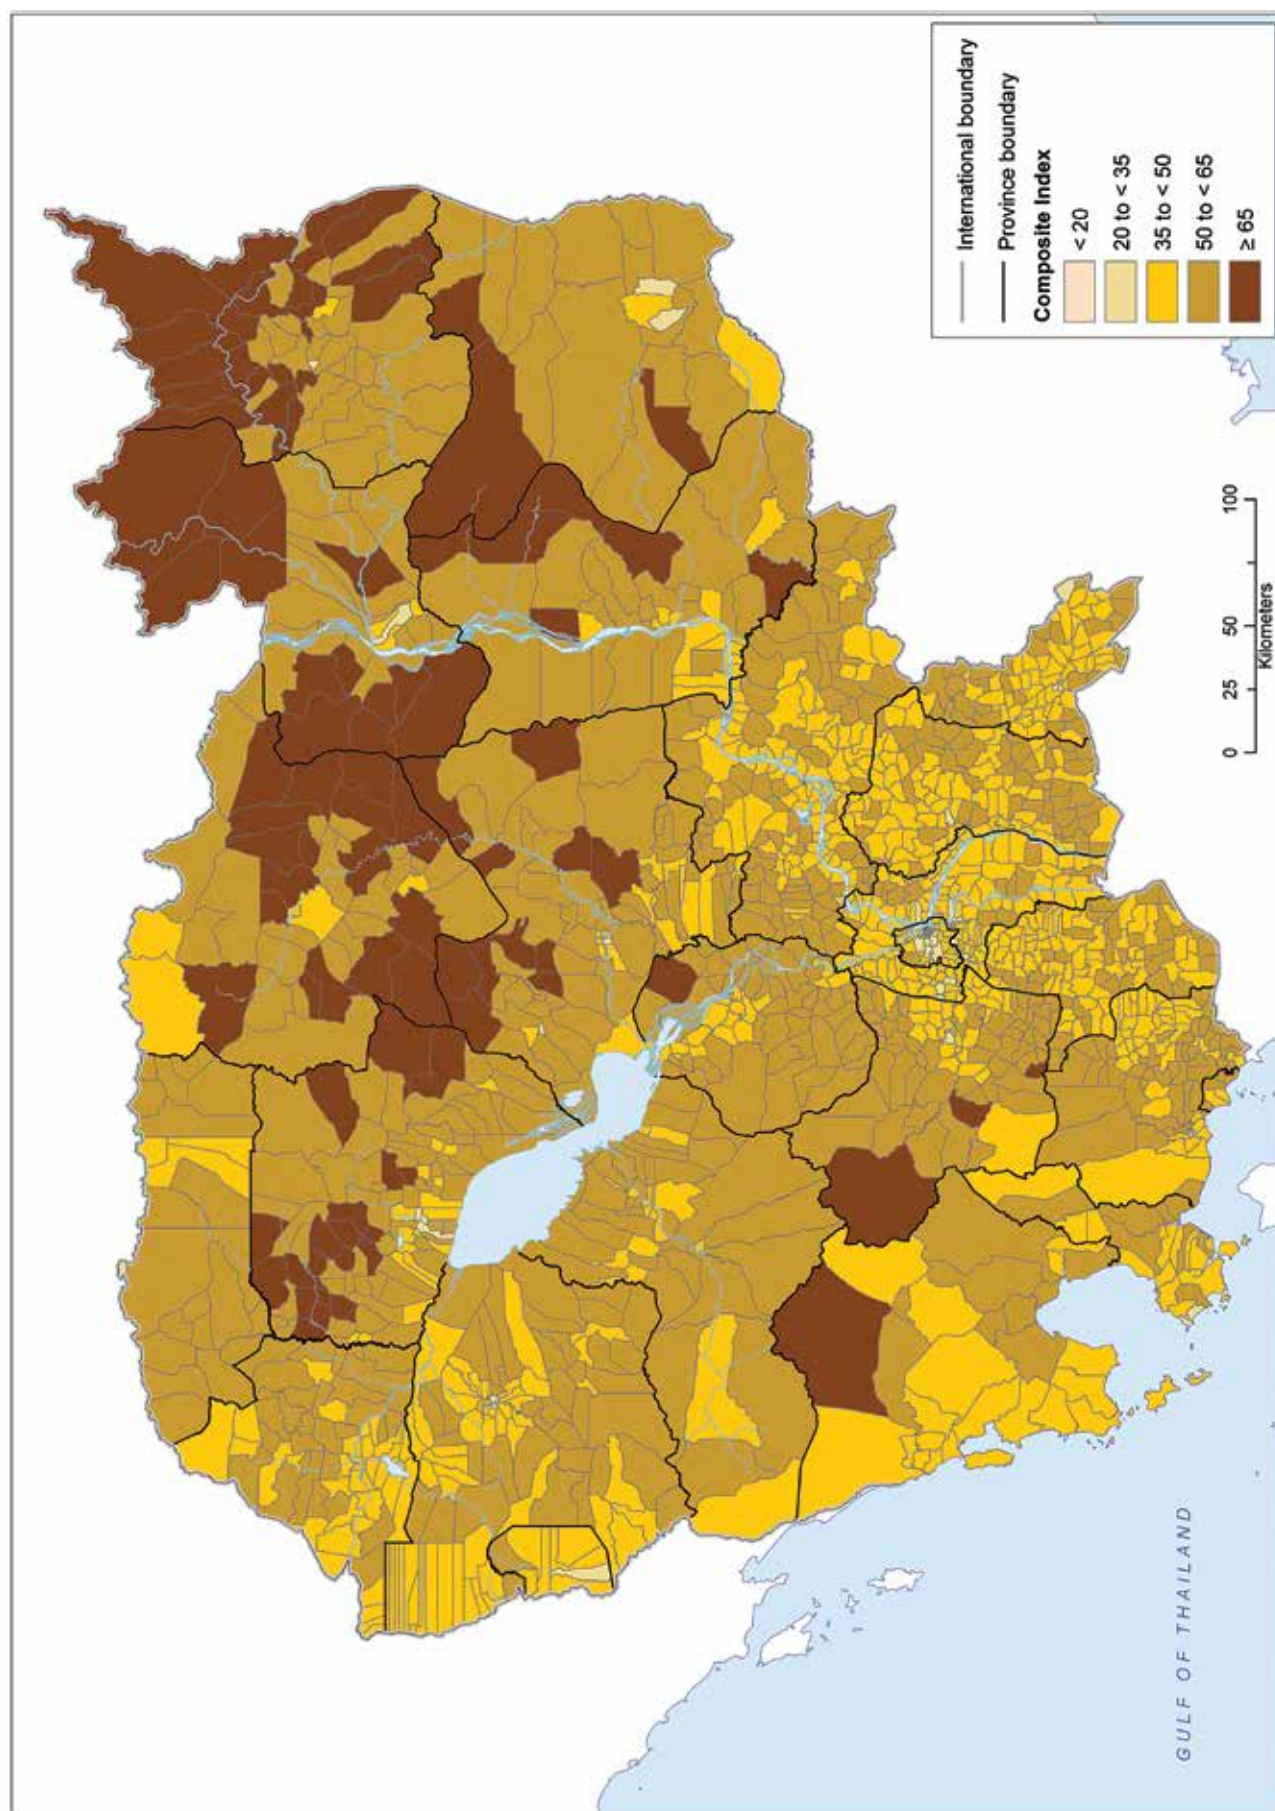 International boundary
Province boundary
Composite Index
< 20
20 to < 35
35 to < 50
50 to < 65
≥ 65
0 25 50 100
Kilometers
GULF OF THAILAND